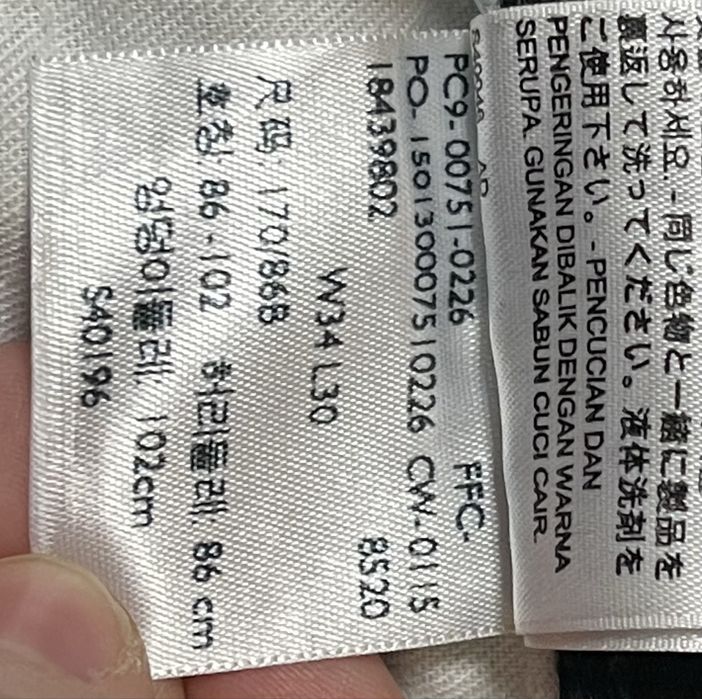 사용하세요. - 同じ色物と一緒に製品を
裏返して洗ってください。液体洗剤を
ご使用下さい。- PENCUCIAN DAN
PENGERINGAN DIBALIK DENGAN WARNA
SERUPA. GUNAKAN SABUN CUCI CAIR.
PC9-00751-0226 FFC-
PO- 150130007510226 CW-0115
18439802 8520
W34 L30
尺码: 170/86B
호칭: 86 -102 허리둘레: 86 cm
엉덩이둘레: 102cm
S40196